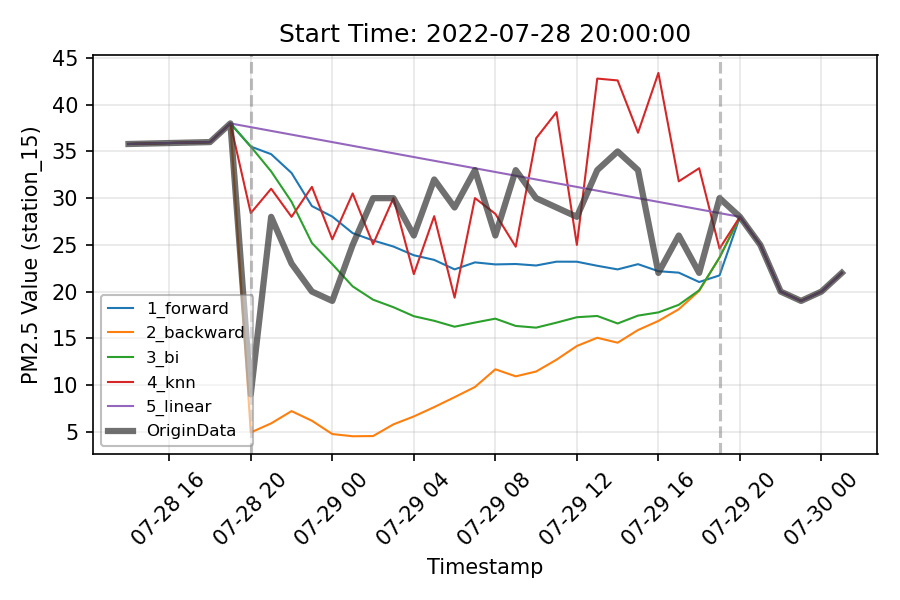 Start Time: 2022-07-28 20:00:00
PM2.5 Value (station_15)
45
40
35
30
25
20
15
10
5
1_forward
2_backward
3_bi
4_knn
5_linear
OriginData
07-28 16
07-28 20
07-29 00
07-29 04
07-29 08
07-29 12
07-29 16
07-29 20
07-30 00
Timestamp